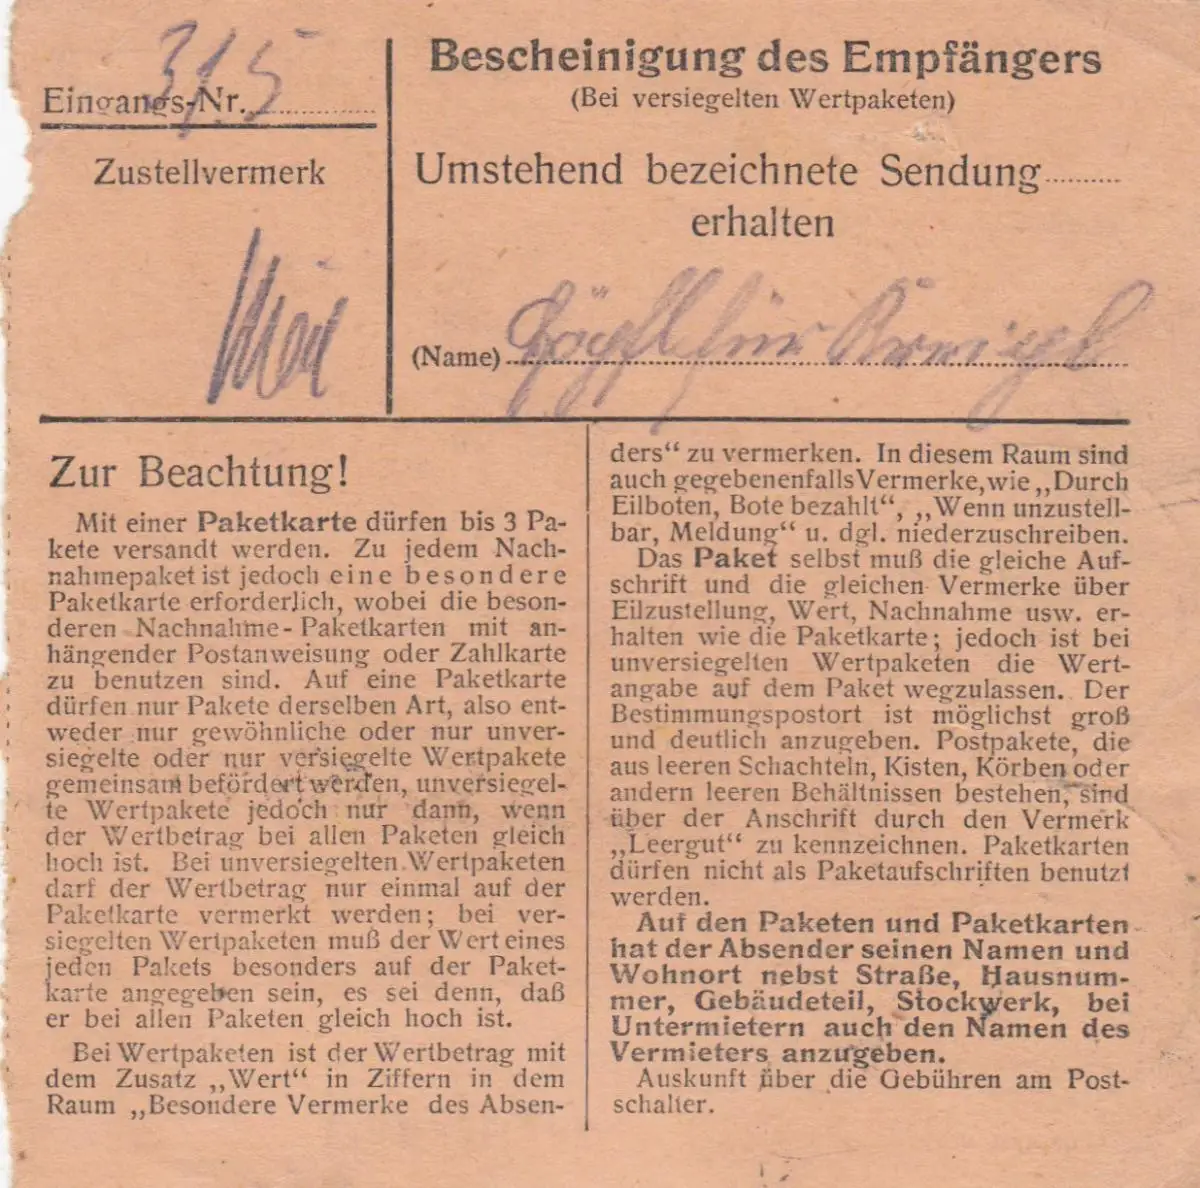 315
Eingangs-Nr.
Zustellvermerk
Bescheinigung des Empfängers
(Bei versiegelten Wertpaketen)
Umstehend bezeichnete Sendung
erhalten
(Name) für
Zur Beachtung!
Mit einer Paketkarte dürfen bis 3 Pa-
kete versandt werden. Zu jedem Nach-
nahmepaket ist jedoch eine besondere
Paketkarte erforderlich, wobei die beson-
deren Nachnahme-Paketkarten mit an-
hängender Postanweisung oder Zahlkarte
zu benutzen sind. Auf eine Paketkarte
dürfen nur Pakete derselben Art, also ent-
weder nur gewöhnliche oder nur unver-
siegelte oder nur versiegelte Wertpakete
gemeinsam befördert werden, unversiegel-
te Wertpakete jedoch nur dann, wenn
der Wertbetrag bei allen Paketen gleich
hoch ist. Bei unversiegelten Wertpaketen
darf der Wertbetrag nur einmal auf der
Paketkarte vermerkt werden; bei ver-
siegelten Wertpaketen muß der Wert eines
jeden Pakets besonders auf der Paket-
karte angegeben sein, es sei denn, daß
er bei allen Paketen gleich hoch ist.
Bei Wertpaketen ist der Wertbetrag mit
dem Zusatz „Wert“ in Ziffern in dem
Raum „Besondere Vermerke des Absen-
ders“ zu vermerken. In diesem Raum sind
auch gegebenenfalls Vermerke, wie „Durch
Eilboten, Bote bezahlt“, „Wenn unzustell-
bar, Meldung“ u. dgl. niederzuschreiben.
Das Paket selbst muß die gleiche Auf-
schrift und die gleichen Vermerke über
Eilzustellung, Wert, Nachnahme usw. er-
halten wie die Paketkarte; jedoch ist bei
unversiegelten Wertpaketen die Wert-
angabe auf dem Paket wegzulassen. Der
Bestimmungspostort ist möglichst groß
und deutlich anzugeben. Postpakete, die
aus leeren Schachteln, Kisten, Körben oder
andern leeren Behältnissen bestehen, sind
über der Anschrift durch den Vermerk
„Leergut“ zu kennzeichnen. Paketkarten
dürfen nicht als Paketaufschriften benutzt
werden.
Auf den Paketen und Paketkarten
hat der Absender seinen Namen und
Wohnort nebst Straße, Hausnum-
mer, Gebäudeteil, Stockwerk, bei
Untermietern auch den Namen des
Vermieters anzugeben.
Auskunft über die Gebühren am Post-
schalter.